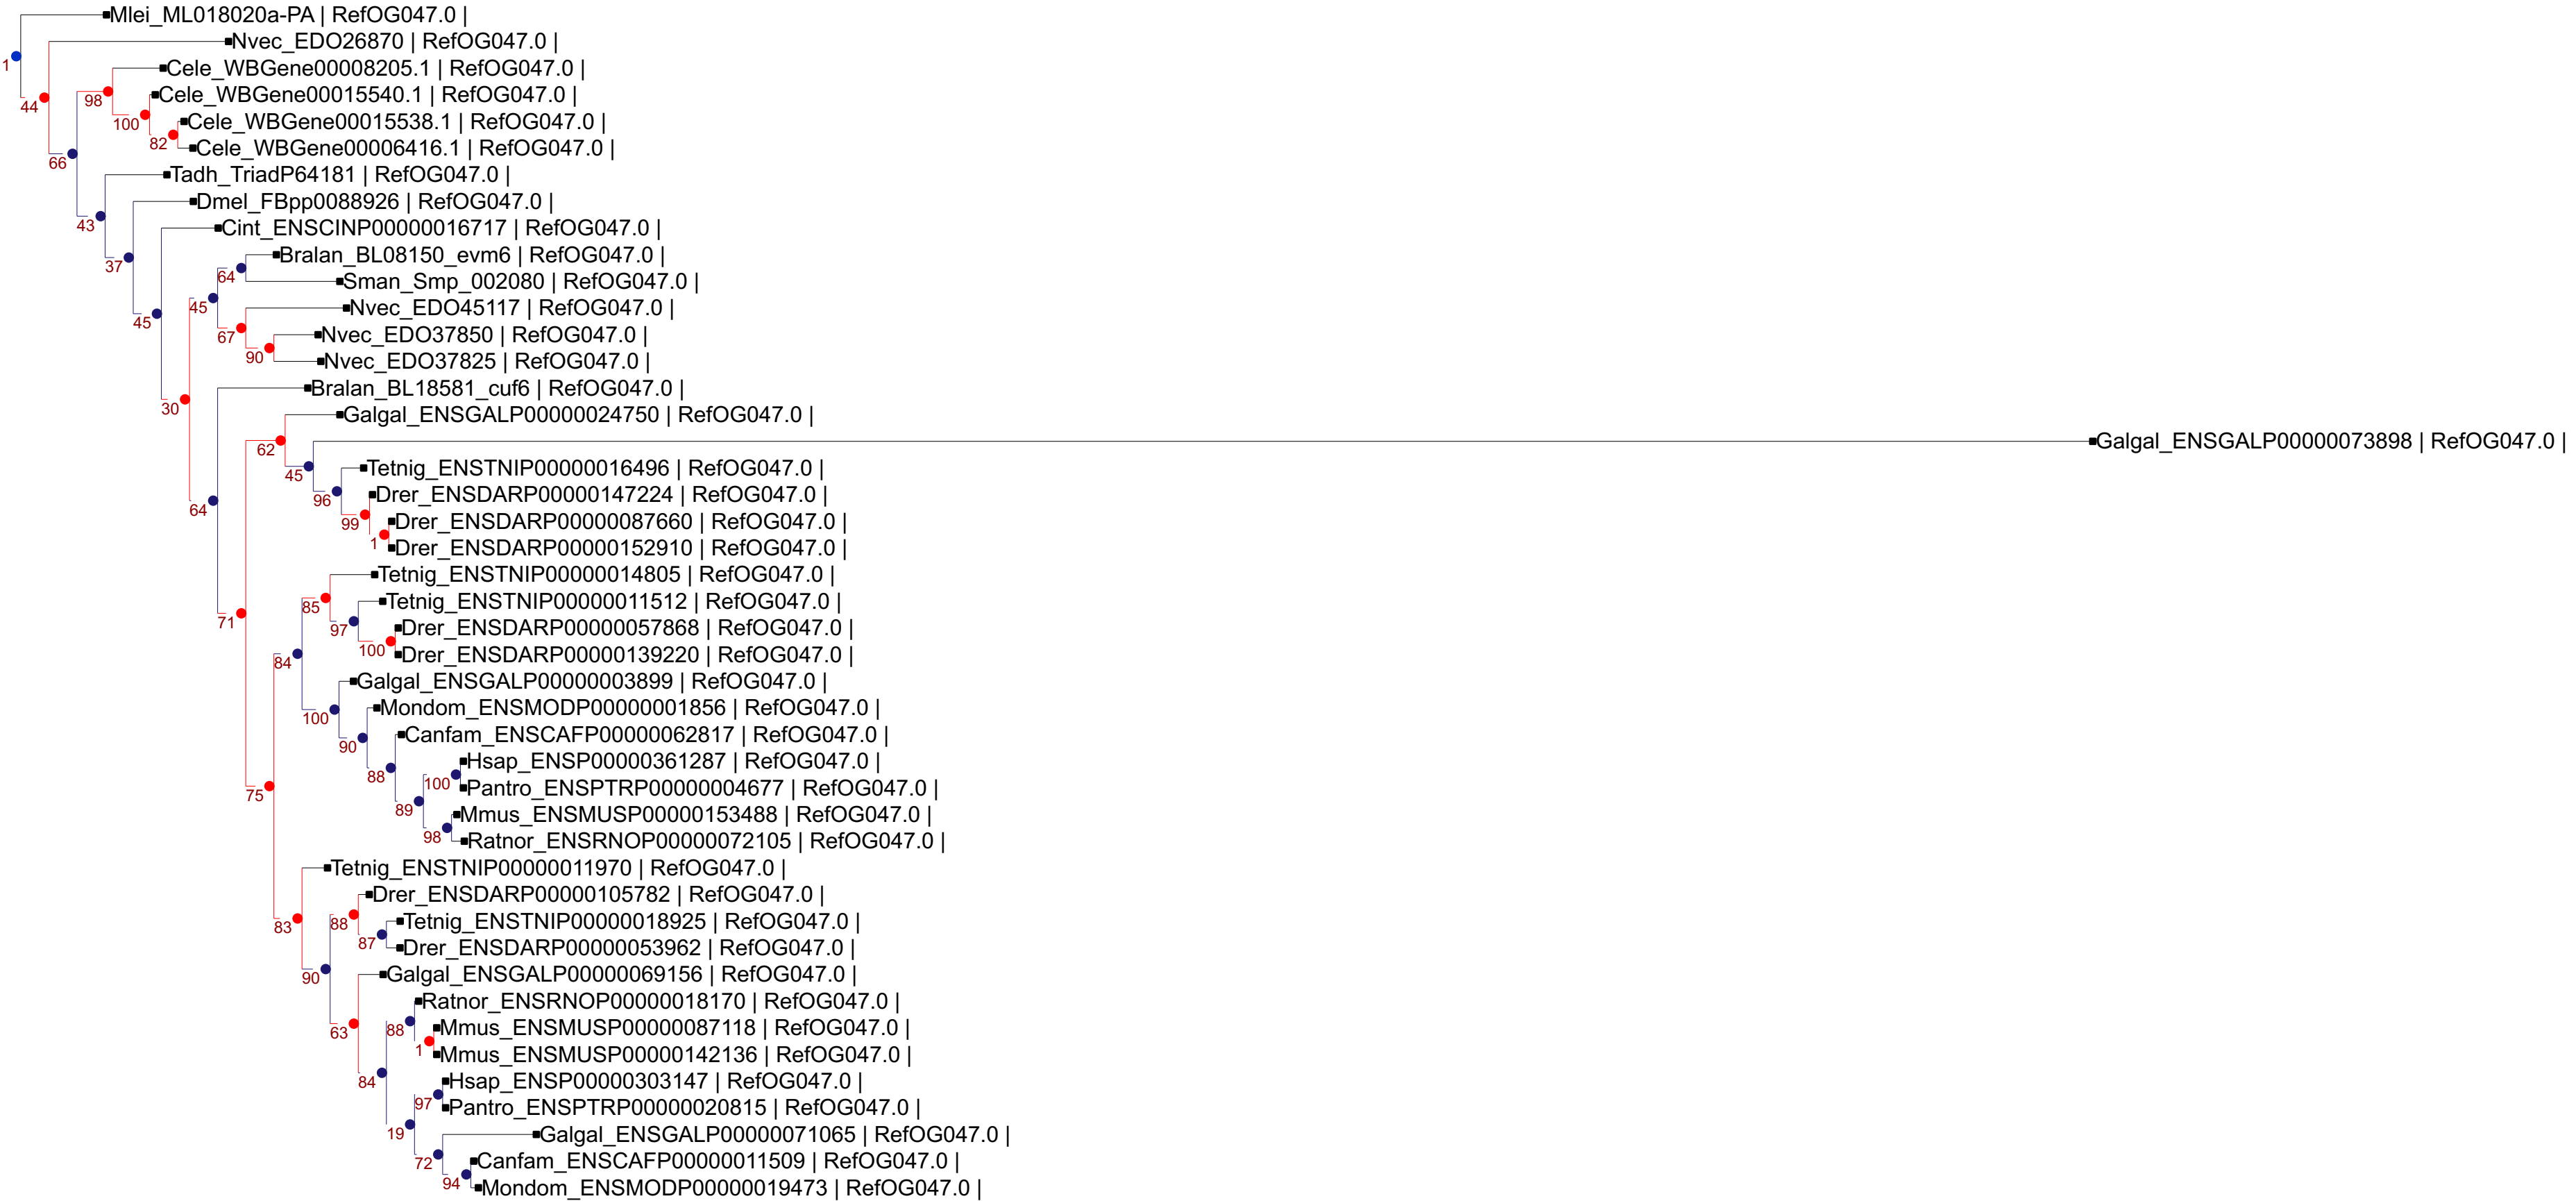 Mlei_ML018020a-PA | RefOG047.0 |
Nvec_EDO26870 | RefOG047.0 |
1
Cele_WBGene00008205.1 | RefOG047.0 |
Cele_WBGene00015540.1 | RefOG047.0 |
44
98
Cele_WBGene00015538.1 | RefOG047.0 |
100
82
Cele_WBGene00006416.1 | RefOG047.0 |
66
Tadh_TriadP64181 | RefOG047.0 |
Dmel_FBpp0088926 | RefOG047.0 |
43
Cint_ENSCINP00000016717 | RefOG047.0 |
Bralan_BL08150_evm6 | RefOG047.0 |
37
64
Sman_Smp_002080 | RefOG047.0 |
45
Nvec_EDO45117 | RefOG047.0 |
45
67
Nvec_EDO37850 | RefOG047.0 |
90
Nvec_EDO37825 | RefOG047.0 |
Bralan_BL18581_cuf6 | RefOG047.0 |
30
Galgal_ENSGALP00000024750 | RefOG047.0 |
Galgal_ENSGALP00000073898 | RefOG047.0 |
62
Tetnig_ENSTNIP00000016496 | RefOG047.0 |
45
Drer_ENSDARP00000147224 | RefOG047.0 |
96
64
Drer_ENSDARP00000087660 | RefOG047.0 |
99
1
Drer_ENSDARP00000152910 | RefOG047.0 |
Tetnig_ENSTNIP00000014805 | RefOG047.0 |
Tetnig_ENSTNIP00000011512 | RefOG047.0 |
85
71
97
Drer_ENSDARP00000057868 | RefOG047.0 |
100
Drer_ENSDARP00000139220 | RefOG047.0 |
84
Galgal_ENSGALP00000003899 | RefOG047.0 |
Mondom_ENSMODP00000001856 | RefOG047.0 |
100
Canfam_ENSCAFP00000062817 | RefOG047.0 |
90
Hsap_ENSP00000361287 | RefOG047.0 |
88
100
Pantro_ENSPTRP00000004677 | RefOG047.0 |
75
89
Mmus_ENSMUSP00000153488 | RefOG047.0 |
98
Ratnor_ENSRNOP00000072105 | RefOG047.0 |
Tetnig_ENSTNIP00000011970 | RefOG047.0 |
Drer_ENSDARP00000105782 | RefOG047.0 |
83
88
Tetnig_ENSTNIP00000018925 | RefOG047.0 |
87
Drer_ENSDARP00000053962 | RefOG047.0 |
90
Galgal_ENSGALP00000069156 | RefOG047.0 |
Ratnor_ENSRNOP00000018170 | RefOG047.0 |
63
88
Mmus_ENSMUSP00000087118 | RefOG047.0 |
1
Mmus_ENSMUSP00000142136 | RefOG047.0 |
84
Hsap_ENSP00000303147 | RefOG047.0 |
97
Pantro_ENSPTRP00000020815 | RefOG047.0 |
19
Galgal_ENSGALP00000071065 | RefOG047.0 |
72
Canfam_ENSCAFP00000011509 | RefOG047.0 |
94
Mondom_ENSMODP00000019473 | RefOG047.0 |